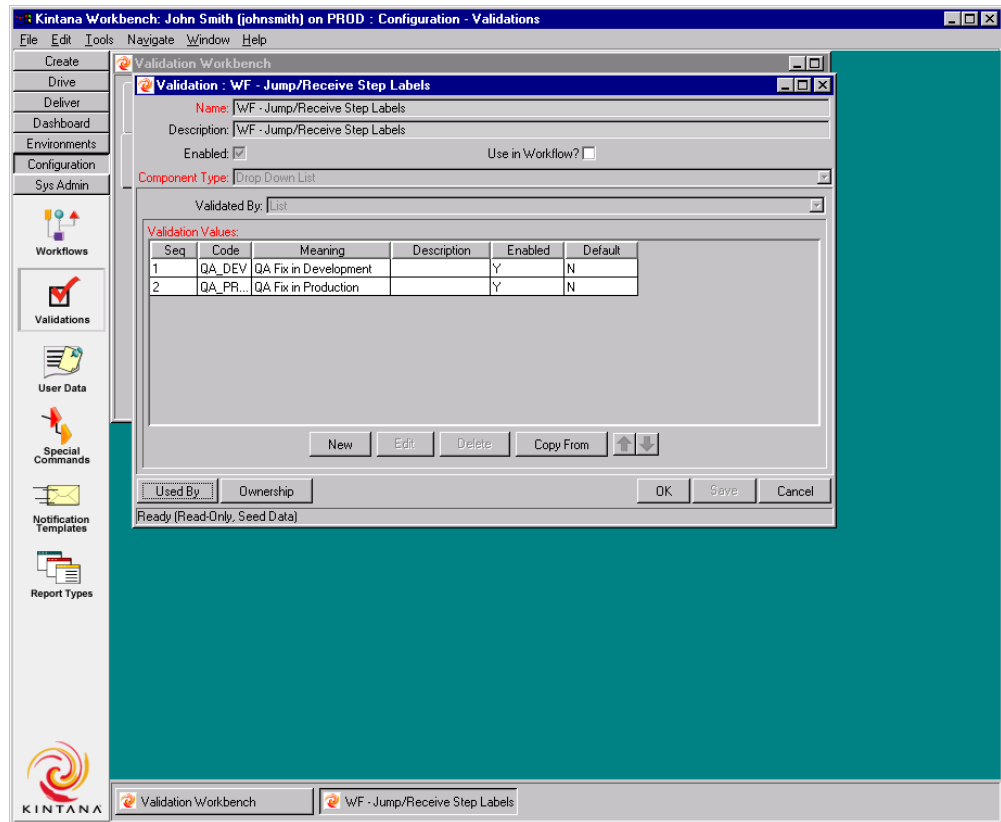 Kintana Workbench: John Smith (johnsmith) on PROD : Configuration - Validations
File Edit Tools Navigate Window Help
Create
Drive
Deliver
Dashboard
Environments
Configuration
Sys Admin
Workflows
Validations
User Data
Special
Commands
Notification
Templates
Report Types
KINTANA
Validation Workbench
Validation : WF - Jump/Receive Step Labels
Name: WF - Jump/Receive Step Labels
Description: WF - Jump/Receive Step Labels
Enabled: Use in Workflow?
Component Type: Drop Down List
Validated By: List
Validation Values:
Seq Code Meaning Description Enabled Default
1 QA_DEV QA Fix in Development Y N
2 QA_PR... QA Fix in Production Y N
New Edit Delete Copy From
Used By Ownership OK Save Cancel
Ready (Read-Only, Seed Data)
Validation Workbench WF - Jump/Receive Step Labels